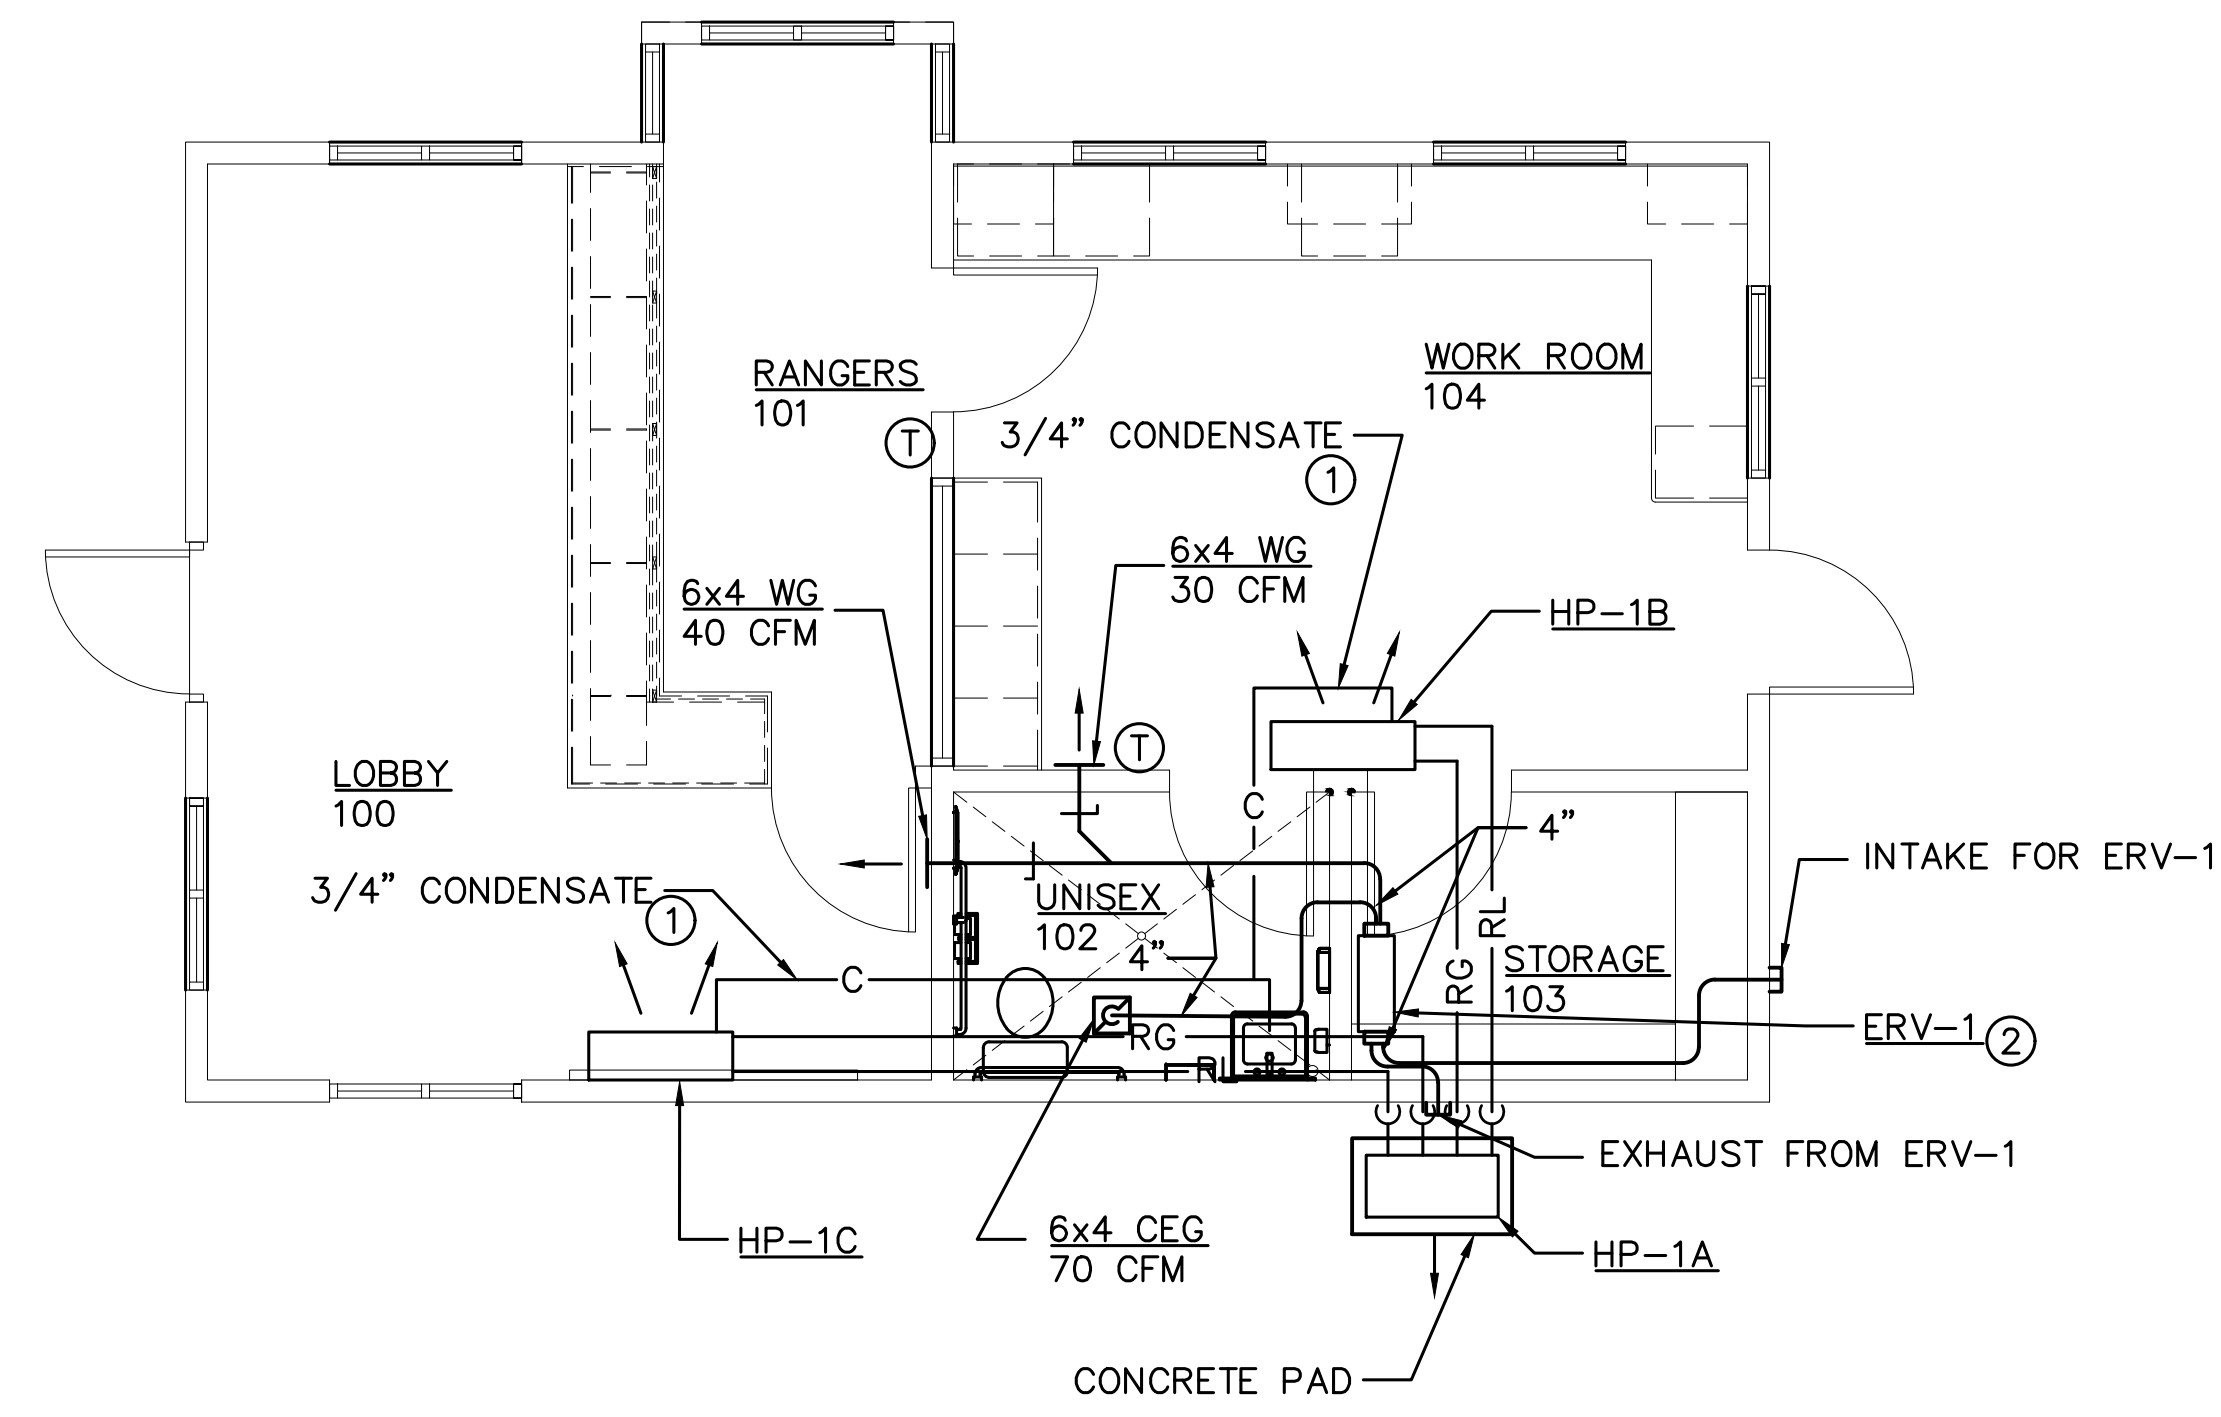 RANGERS
101
WORK ROOM
104
T
3/4” CONDENSATE
1
6x4 WG
30 CFM
6x4 WG
40 CFM
HP-1B
T
LOBBY
100
C
4”
INTAKE FOR ERV-1
3/4” CONDENSATE
1
UNISEX
102
4”
RL
RG
STORAGE
103
C
ERV-1
2
RG
RL
EXHAUST FROM ERV-1
HP-1C
6x4 CEG
70 CFM
HP-1A
CONCRETE PAD